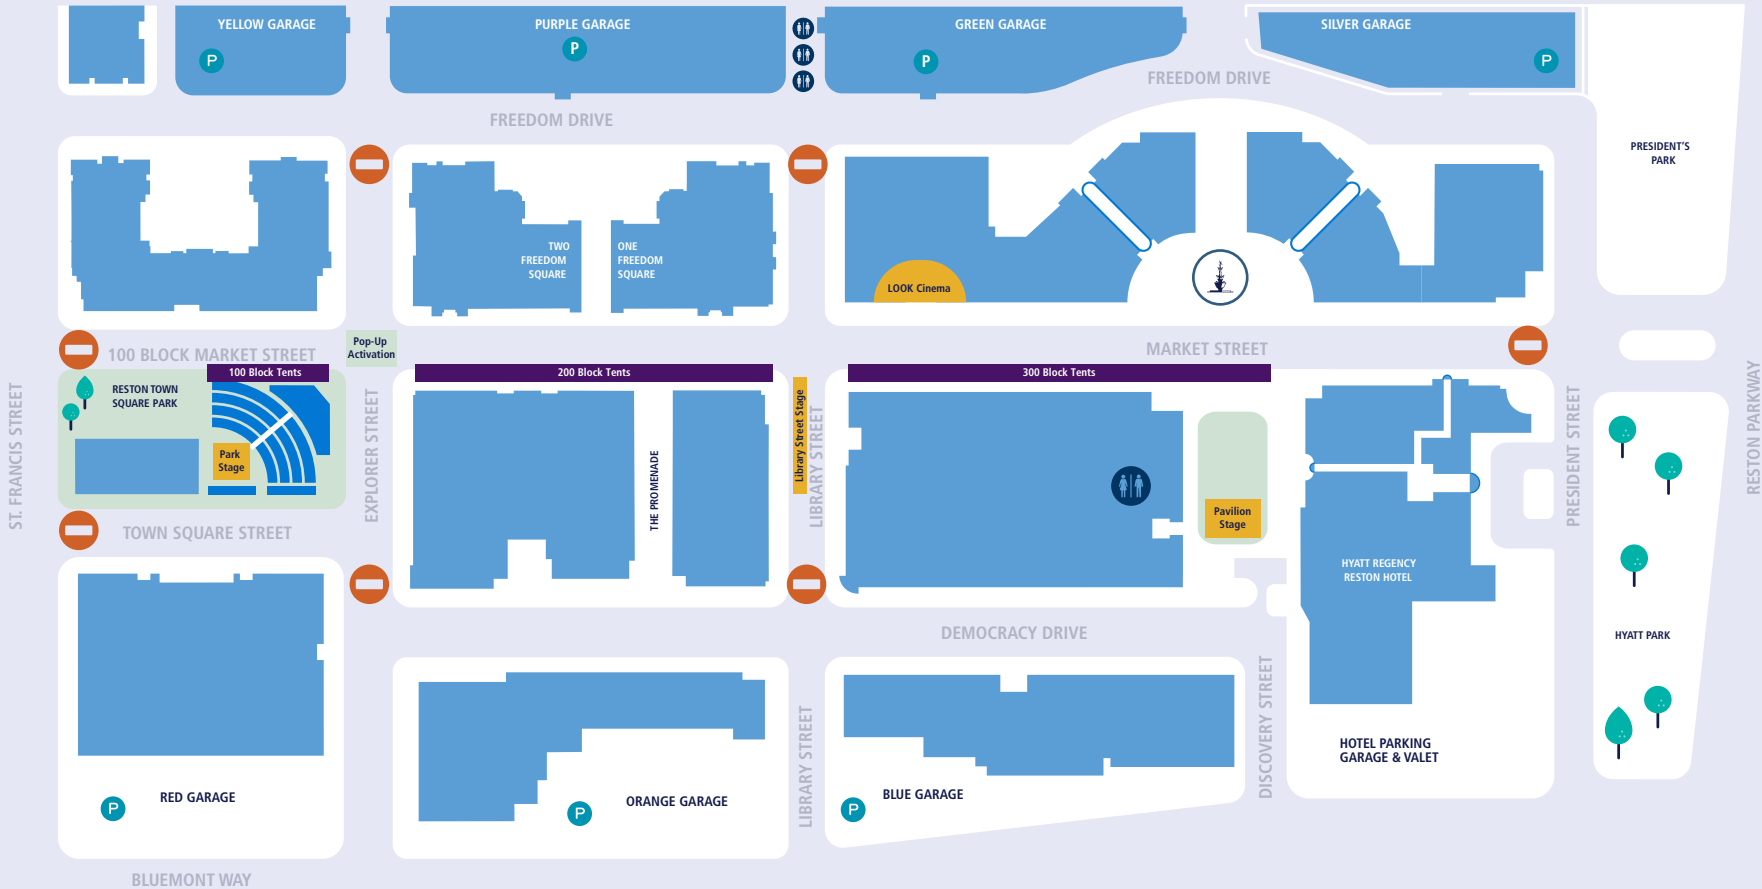 YELLOW GARAGE
P
PURPLE GARAGE
P
GREEN GARAGE
P
SILVER GARAGE
P
FREEDOM DRIVE
FREEDOM DRIVE
PRESIDENT'S
PARK
TWO
FREEDOM
SQUARE
ONE
FREEDOM
SQUARE
LOOK Cinema
100 BLOCK MARKET STREET
Pop-Up
Activation
MARKET STREET
100 Block Tents
200 Block Tents
300 Block Tents
RESTON TOWN
SQUARE PARK
Park
Stage
ST. FRANCIS STREET
EXPLORER STREET
THE PROMENADE
Library Street Stage
LIBRARY STREET
Pavilion
Stage
PRESIDENT STREET
RESTON PARKWAY
TOWN SQUARE STREET
HYATT REGENCY
RESTON HOTEL
DEMOCRACY DRIVE
HYATT PARK
DISCOVERY STREET
LIBRARY STREET
HOTEL PARKING
GARAGE & VALET
RED GARAGE
P
ORANGE GARAGE
P
BLUE GARAGE
P
BLUEMONT WAY